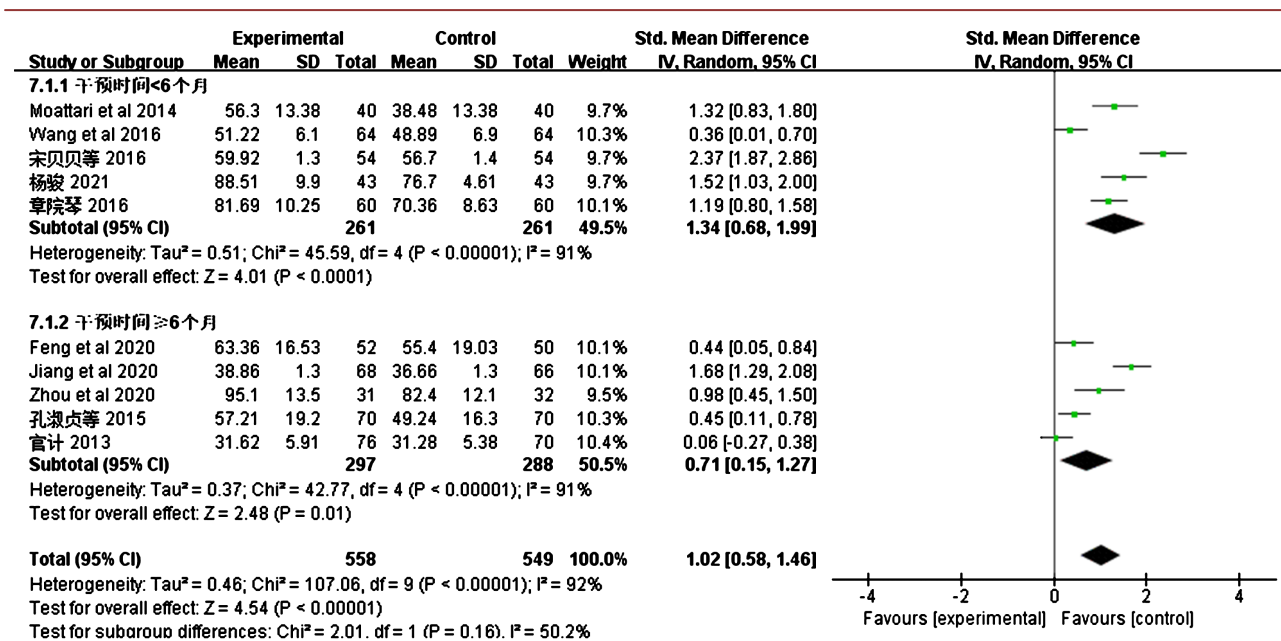 Experimental Control Std. Mean Difference Std. Mean Difference
Study or Subgroup Mean SD Total Mean SD Total Weight IV, Random, 95% CI IV, Random, 95% CI
7.1.1 干预时间<6个月
Moattari et al 2014 56.3 13.38 40 38.48 13.38 40 9.7% 1.32 [0.83, 1.80]
Wang et al 2016 51.22 6.1 64 48.89 6.9 64 10.3% 0.36 [0.01, 0.70]
宋贝贝等 2016 59.92 1.3 54 56.7 1.4 54 9.7% 2.37 [1.87, 2.86]
杨骏 2021 88.51 9.9 43 76.7 4.61 43 9.7% 1.52 [1.03, 2.00]
章院琴 2016 81.69 10.25 60 70.36 8.63 60 10.1% 1.19 [0.80, 1.58]
Subtotal (95% CI) 261 261 49.5% 1.34 [0.68, 1.99]
Heterogeneity: Tau² = 0.51; Chi² = 45.59, df = 4 (P < 0.00001); I² = 91%
Test for overall effect: Z = 4.01 (P < 0.0001)
7.1.2 干预时间≥6个月
Feng et al 2020 63.36 16.53 52 55.4 19.03 50 10.1% 0.44 [0.05, 0.84]
Jiang et al 2020 38.86 1.3 68 36.66 1.3 66 10.1% 1.68 [1.29, 2.08]
Zhou et al 2020 95.1 13.5 31 82.4 12.1 32 9.5% 0.98 [0.45, 1.50]
孔淑贞等 2015 57.21 19.2 70 49.24 16.3 70 10.3% 0.45 [0.11, 0.78]
官计 2013 31.62 5.91 76 31.28 5.38 70 10.4% 0.06 [-0.27, 0.38]
Subtotal (95% CI) 297 288 50.5% 0.71 [0.15, 1.27]
Heterogeneity: Tau² = 0.37; Chi² = 42.77, df = 4 (P < 0.00001); I² = 91%
Test for overall effect: Z = 2.48 (P = 0.01)
Total (95% CI) 558 549 100.0% 1.02 [0.58, 1.46]
Heterogeneity: Tau² = 0.46; Chi² = 107.06, df = 9 (P < 0.00001); I² = 92%
Test for overall effect: Z = 4.54 (P < 0.00001)
Test for subgroup differences: Chi² = 2.01, df = 1 (P = 0.16), I² = 50.2%
-4 -2 0 2 4
Favours [experimental] Favours [control]